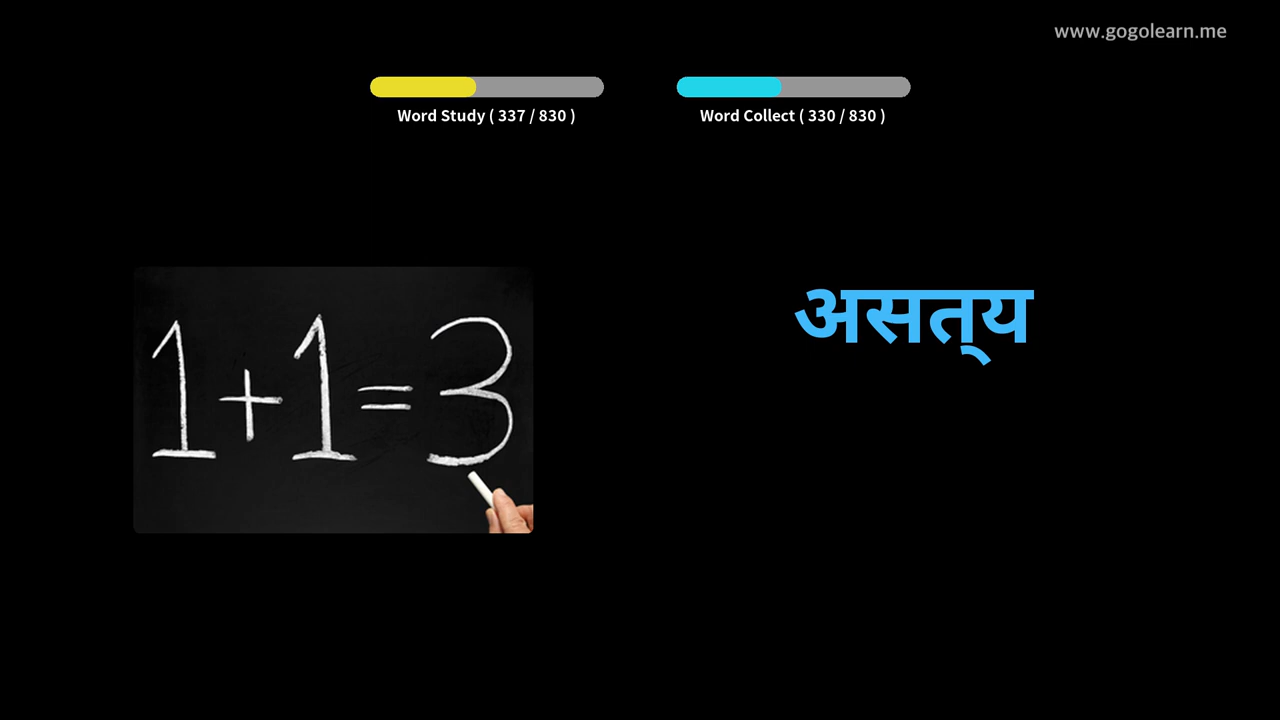 www.gogolearn.me
Word Study ( 337 / 830 )
Word Collect ( 330 / 830 )
1+1=3
असत्‌य